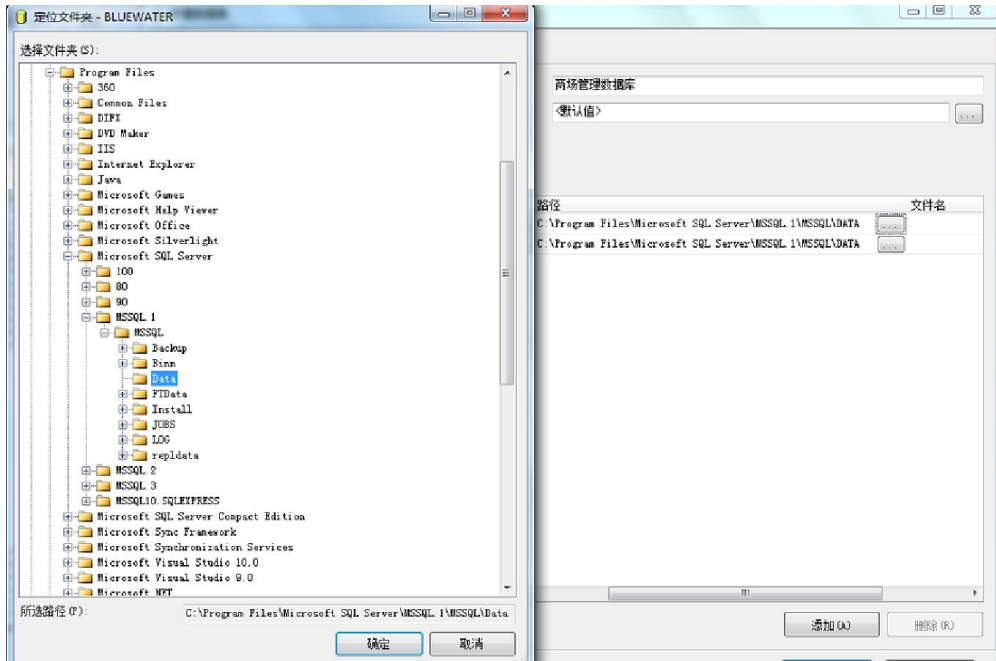 定位文件夹 - BLUEWATER
选择文件夹(S):
Program Files
360
Common Files
DIFX
DVD Maker
IIS
Internet Explorer
Java
Microsoft Games
Microsoft Help Viewer
Microsoft Office
Microsoft Silverlight
Microsoft SQL Server
100
80
90
MSSQL.1
MSSQL
Backup
Binn
Data
FTData
Install
JOBS
LOG
repldata
MSSQL.2
MSSQL.3
MSSQL10.SQLEXPRESS
Microsoft SQL Server Compact Edition
Microsoft Sync Framework
Microsoft Synchronization Services
Microsoft Visual Studio 10.0
Microsoft Visual Studio 9.0
Microsoft.NET
所选路径(P):
C:\Program Files\Microsoft SQL Server\MSSQL.1\MSSQL\Data
确定
取消
商场管理数据库
<默认值>
...
路径
文件名
C:\Program Files\Microsoft SQL Server\MSSQL.1\MSSQL\DATA
...
C:\Program Files\Microsoft SQL Server\MSSQL.1\MSSQL\DATA
...
添加(A)
删除(R)